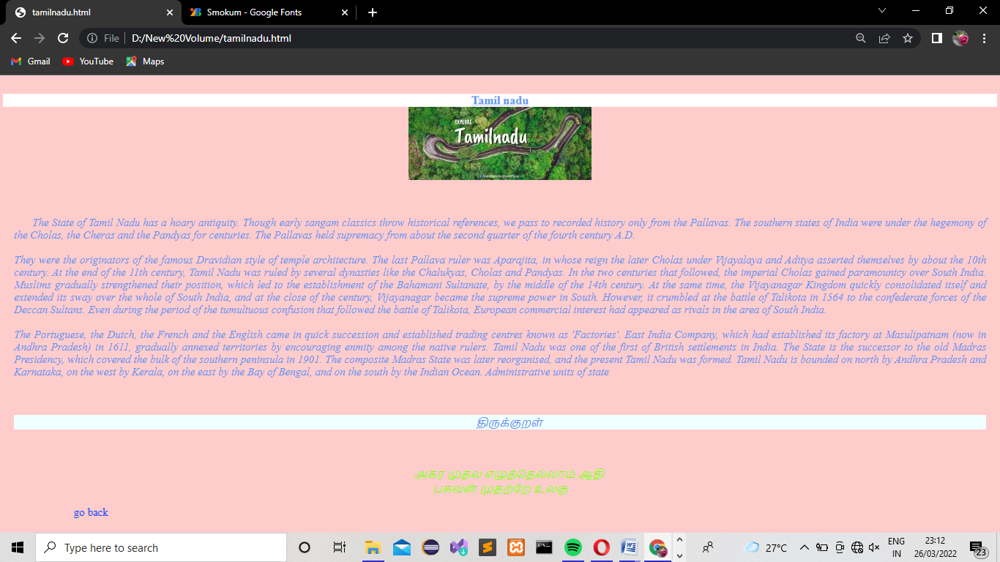 tamilnadu.html
Smokum - Google Fonts
File
D:/New%20Volume/tamilnadu.html
Gmail
YouTube
Maps
Tamil nadu
EXPLORE
Tamilnadu
The State of Tamil Nadu has a hoary antiquity. Though early sangam classics throw historical references, we pass to recorded history only from the Pallavas. The southern states of India were under the hegemony of
the Cholas, the Cheras and the Pandyas for centuries. The Pallavas held supremacy from about the second quarter of the fourth century A.D.
They were the originators of the famous Dravidian style of temple architecture. The last Pallava ruler was Aparajita, in whose reign the later Cholas under Vijayalaya and Aditya asserted themselves by about the 10th
century. At the end of the 11th century, Tamil Nadu was ruled by several dynasties like the Chalukyas, Cholas and Pandyas. In the two centuries that followed, the imperial Cholas gained paramountcy over South India.
Muslims gradually strengthened their position, which led to the establishment of the Bahamani Sultanate, by the middle of the 14th century. At the same time, the Vijayanagar Kingdom quickly consolidated itself and
extended its sway over the whole of South India, and at the close of the century, Vijayanagar became the supreme power in South. However, it crumbled at the battle of Talikota in 1564 to the confederate forces of the
Deccan Sultans. Even during the period of the tumultuous confusion that followed the battle of Talikota, European commercial interest had appeared as rivals in the area of South India.
The Portuguese, the Dutch, the French and the English came in quick succession and established trading centres known as 'Factories'. East India Company, which had established its factory at Masulipatnam (now in
Andhra Pradesh) in 1611, gradually annexed territories by encouraging enmity among the native rulers. Tamil Nadu was one of the first of British settlements in India. The State is the successor to the old Madras
Presidency, which covered the bulk of the southern peninsula in 1901. The composite Madras State was later reorganised, and the present Tamil Nadu was formed. Tamil Nadu is bounded on north by Andhra Pradesh and
Karnataka, on the west by Kerala, on the east by the Bay of Bengal, and on the south by the Indian Ocean. Administrative units of state
திருக்குறள்
அகர முதல எழுத்தெல்லாம் ஆதி
பகவன் முதற்றே உலகு
go back
Type here to search
27°C
ENG
IN
23:12
26/03/2022
23